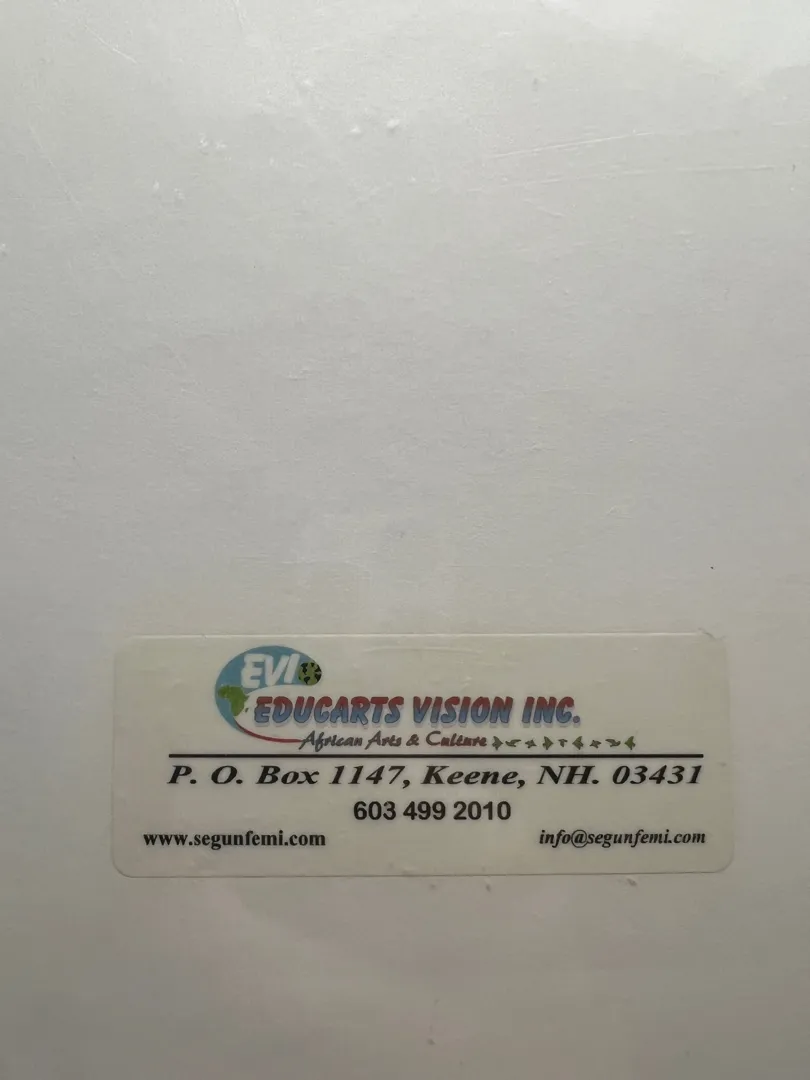 EVI
EDUCARTS VISION INC.
African Arts & Culture
P. O. Box 1147, Keene, NH. 03431
603 499 2010
www.segunfemi.com info@segunfemi.com